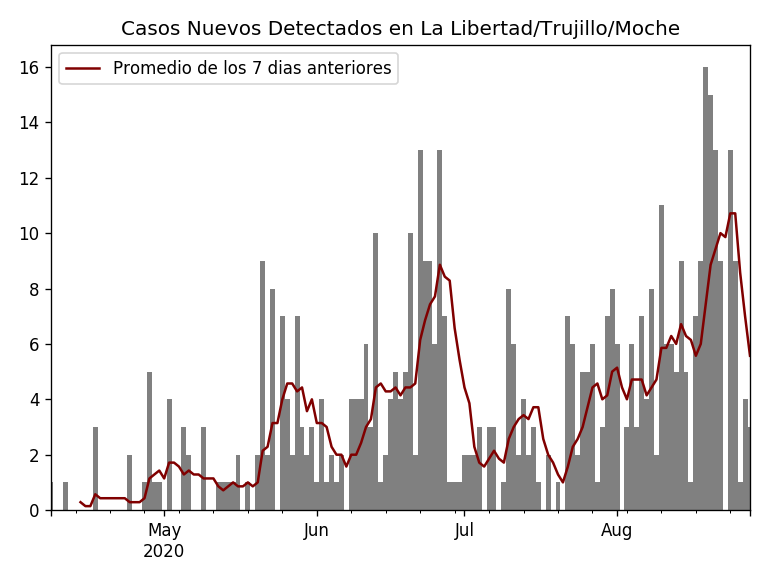 Casos Nuevos Detectados en La Libertad/Trujillo/Moche
Promedio de los 7 dias anteriores
16
14
12
10
8
6
4
2
0
May
2020
Jun
Jul
Aug